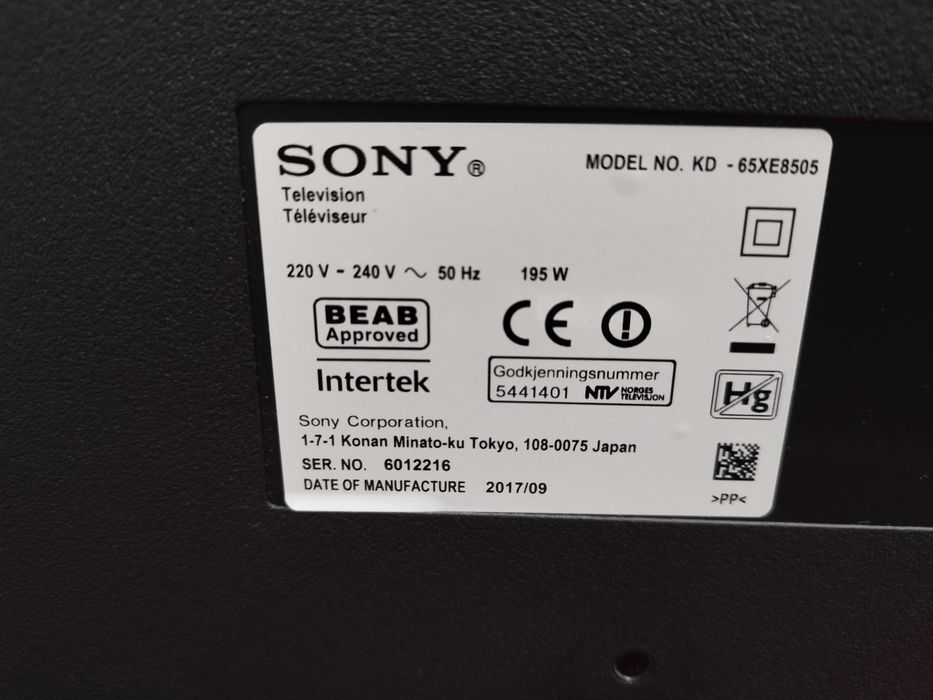 SONY®
MODEL NO. KD - 65XE8505
Television
Téléviseur
220 V - 240 V ~ 50 Hz 195 W
BEAB
Approved
Intertek
CE
Godkjenningsnummer
5441401 NTV NORGES
TELEVISJON
Hg
Sony Corporation,
1-7-1 Konan Minato-ku Tokyo, 108-0075 Japan
SER. NO. 6012216
DATE OF MANUFACTURE 2017/09
>PP<